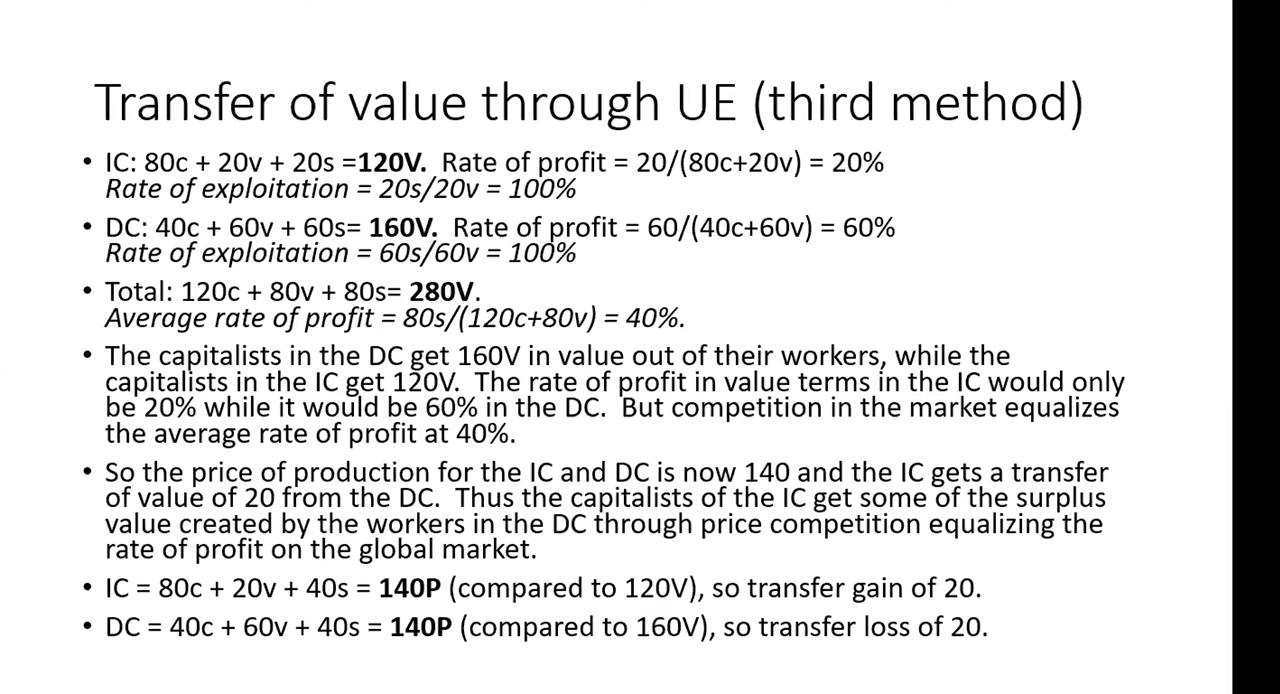 Transfer of value through UE (third method)
• IC: 80c + 20v + 20s =120V. Rate of profit = 20/(80c+20v) = 20%
Rate of exploitation = 20s/20v = 100%
• DC: 40c + 60v + 60s= 160V. Rate of profit = 60/(40c+60v) = 60%
Rate of exploitation = 60s/60v = 100%
• Total: 120c + 80v + 80s= 280V.
Average rate of profit = 80s/(120c+80v) = 40%.
• The capitalists in the DC get 160V in value out of their workers, while the
capitalists in the IC get 120V. The rate of profit in value terms in the IC would only
be 20% while it would be 60% in the DC. But competition in the market equalizes
the average rate of profit at 40%.
• So the price of production for the IC and DC is now 140 and the IC gets a transfer
of value of 20 from the DC. Thus the capitalists of the IC get some of the surplus
value created by the workers in the DC through price competition equalizing the
rate of profit on the global market.
• IC = 80c + 20v + 40s = 140P (compared to 120V), so transfer gain of 20.
• DC = 40c + 60v + 40s = 140P (compared to 160V), so transfer loss of 20.